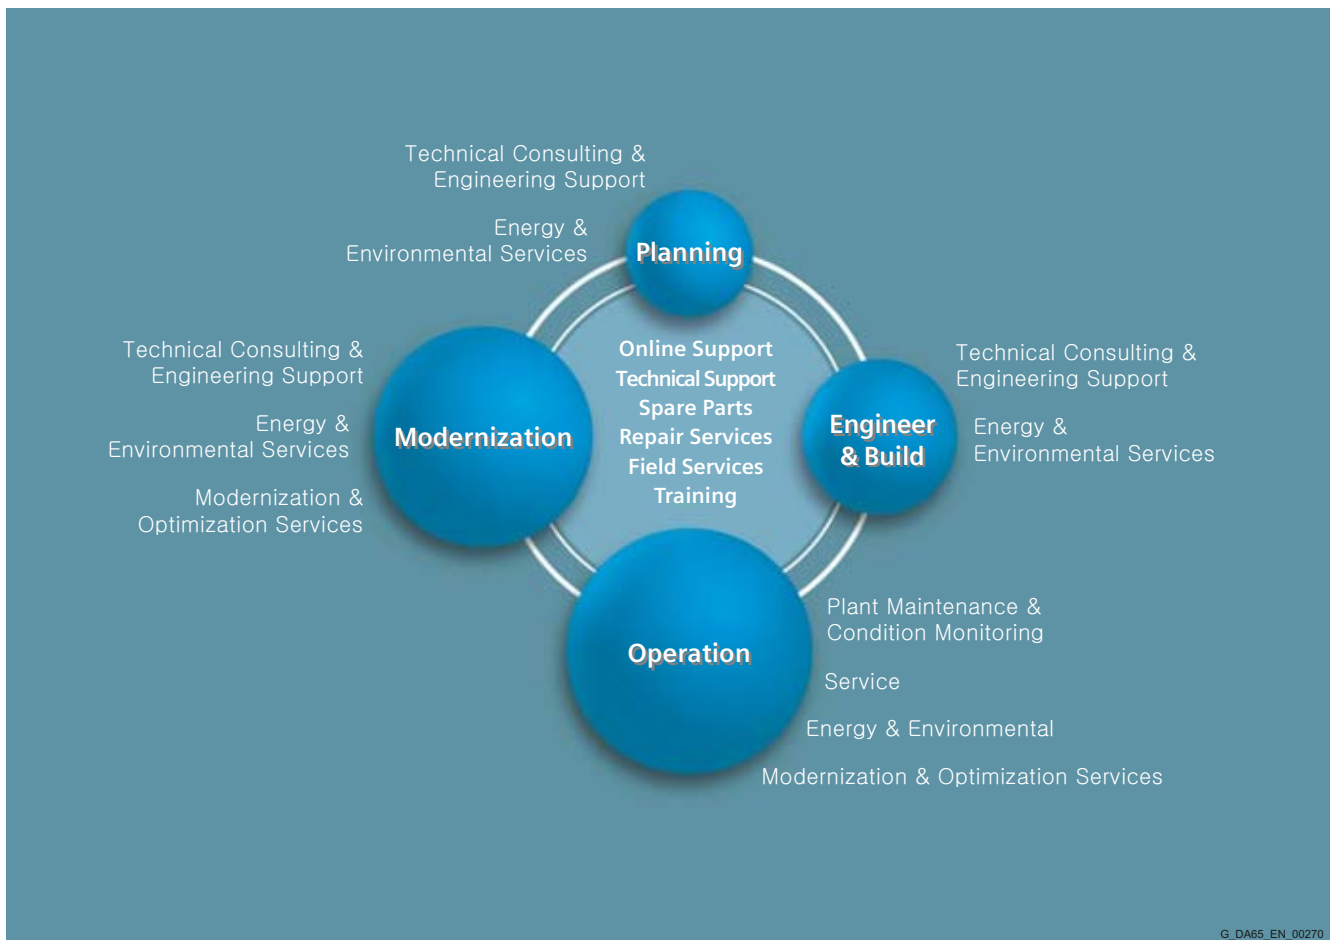 Technical Consulting &
Engineering Support
Energy &
Environmental Services
Planning
Technical Consulting &
Engineering Support
Energy &
Environmental Services
Modernization &
Optimization Services
Modernization
Online Support
Technical Support
Spare Parts
Repair Services
Field Services
Training
Engineer
& Build
Technical Consulting &
Engineering Support
Energy &
Environmental Services
Operation
Plant Maintenance &
Condition Monitoring
Service
Energy & Environmental
Modernization & Optimization Services
G_DA65_EN_00270